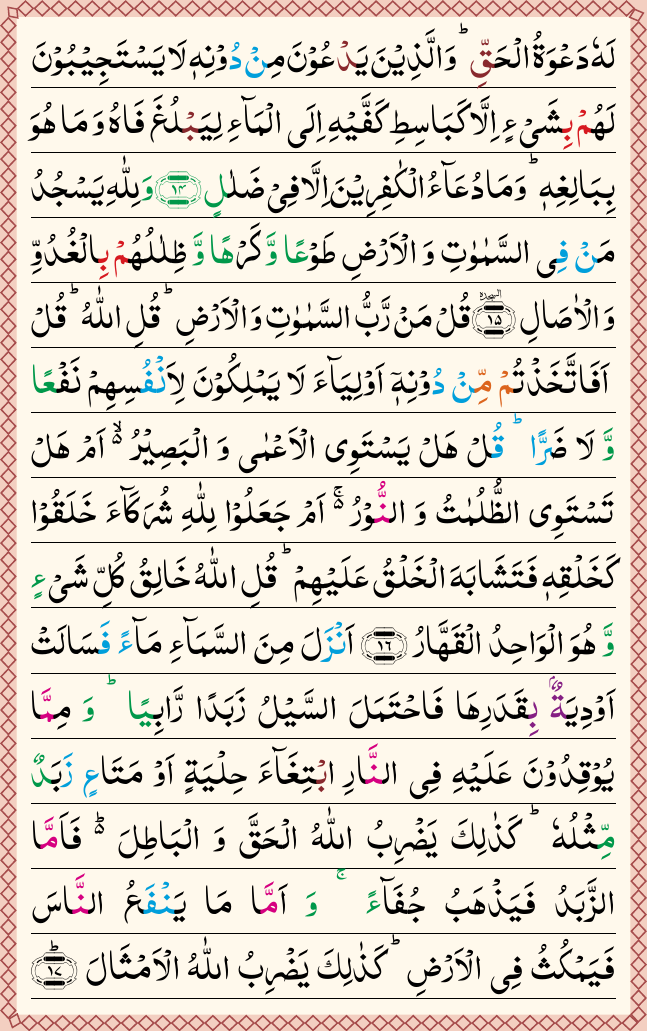 لَهٗ دَعْوَةُ الْحَقِّ ؕ وَالَّذِیْنَ یَدْعُوْنَ مِنْ دُوْنِهٖ لَا یَسْتَجِیْبُوْنَ
لَهُمْ بِشَیْءٍ اِلَّا كَبَاسِطِ كَفَّیْهِ اِلَی الْمَآءِ لِیَبْلُغَ فَاهُ وَ مَا هُوَ
بِبَالِغِهٖ ؕ وَمَا دُعَآءُ الْكٰفِرِیْنَ اِلَّا فِیْ ضَلٰلٍ ﴿۱۴﴾ وَلِلّٰهِ یَسْجُدُ
مَنْ فِی السَّمٰوٰتِ وَ الْاَرْضِ طَوْعًا وَّكَرْهًا وَّ ظِلٰلُهُمْ بِالْغُدُوِّ
وَالْاٰصَالِ ﴿۱۵﴾ السجدة قُلْ مَنْ رَّبُّ السَّمٰوٰتِ وَالْاَرْضِ ؕ قُلِ اللّٰهُ ؕ قُلْ
اَفَاتَّخَذْتُمْ مِّنْ دُوْنِهٖۤ اَوْلِیَآءَ لَا یَمْلِكُوْنَ لِاَنْفُسِهِمْ نَفْعًا
وَّ لَا ضَرًّا ؕ قُلْ هَلْ یَسْتَوِی الْاَعْمٰی وَ الْبَصِیْرُ ۙ۬ اَمْ هَلْ
تَسْتَوِی الظُّلُمٰتُ وَ النُّوْرُ ۚ۬ اَمْ جَعَلُوْا لِلّٰهِ شُرَكَآءَ خَلَقُوْا
كَخَلْقِهٖ فَتَشَابَهَ الْخَلْقُ عَلَیْهِمْ ؕ قُلِ اللّٰهُ خَالِقُ كُلِّ شَیْءٍ
وَّ هُوَ الْوَاحِدُ الْقَهَّارُ ﴿۱۶﴾ اَنْزَلَ مِنَ السَّمَآءِ مَآءً فَسَالَتْ
اَوْدِیَةٌۢ بِقَدَرِهَا فَاحْتَمَلَ السَّیْلُ زَبَدًا رَّابِیًا ؕ وَ مِمَّا
یُوْقِدُوْنَ عَلَیْهِ فِی النَّارِ ابْتِغَآءَ حِلْیَةٍ اَوْ مَتَاعٍ زَبَدٌ
مِّثْلُهٗ ؕ كَذٰلِكَ یَضْرِبُ اللّٰهُ الْحَقَّ وَ الْبَاطِلَ ؕ۬ فَاَمَّا
الزَّبَدُ فَیَذْهَبُ جُفَآءً ۚ وَ اَمَّا مَا یَنْفَعُ النَّاسَ
فَیَمْكُثُ فِی الْاَرْضِ ؕ كَذٰلِكَ یَضْرِبُ اللّٰهُ الْاَمْثَالَ ﴿ؕ۱۷﴾